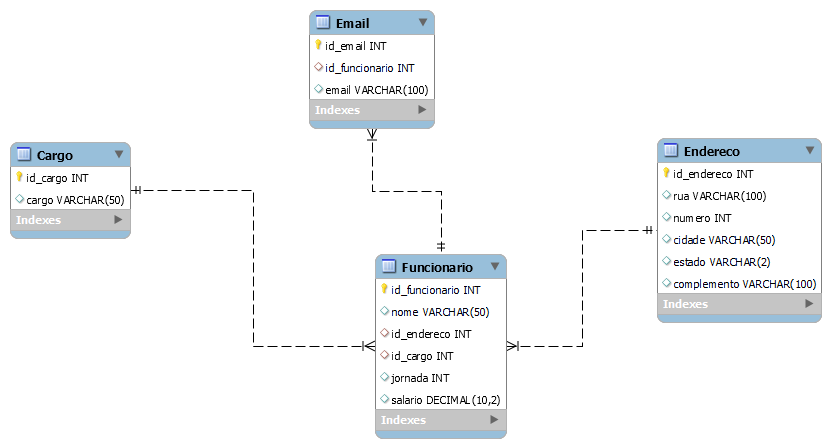 Email
id_email INT
id_funcionario INT
email VARCHAR(100)
Indexes
Cargo
id_cargo INT
cargo VARCHAR(50)
Indexes
Endereco
id_endereco INT
rua VARCHAR(100)
numero INT
cidade VARCHAR(50)
estado VARCHAR(2)
complemento VARCHAR(100)
Indexes
Funcionario
id_funcionario INT
nome VARCHAR(50)
id_endereco INT
id_cargo INT
jornada INT
salario DECIMAL(10,2)
Indexes